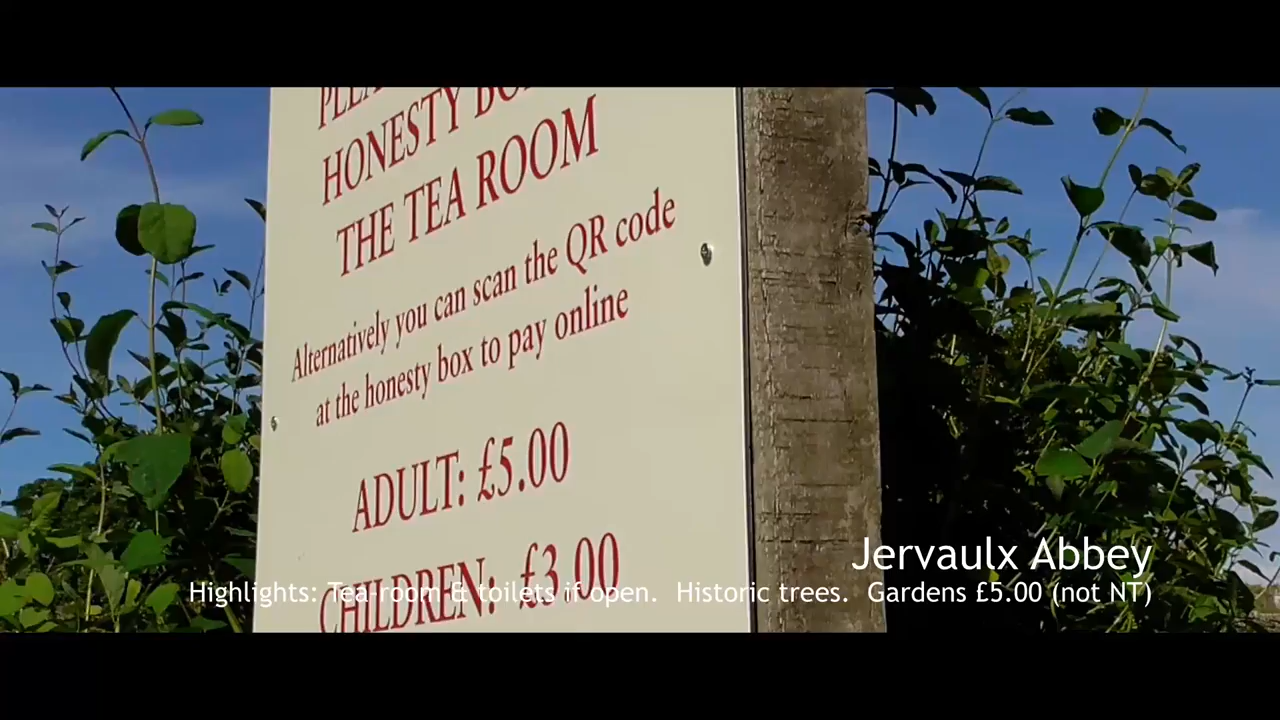 HONESTY
THE TEA ROOM
Alternatively you can scan the QR code
at the honesty box to pay online
ADULT: £5.00
CHILDREN: £3.00
Jervaulx Abbey
Highlights: Tea-room & toilets if open. Historic trees. Gardens £5.00 (not NT)